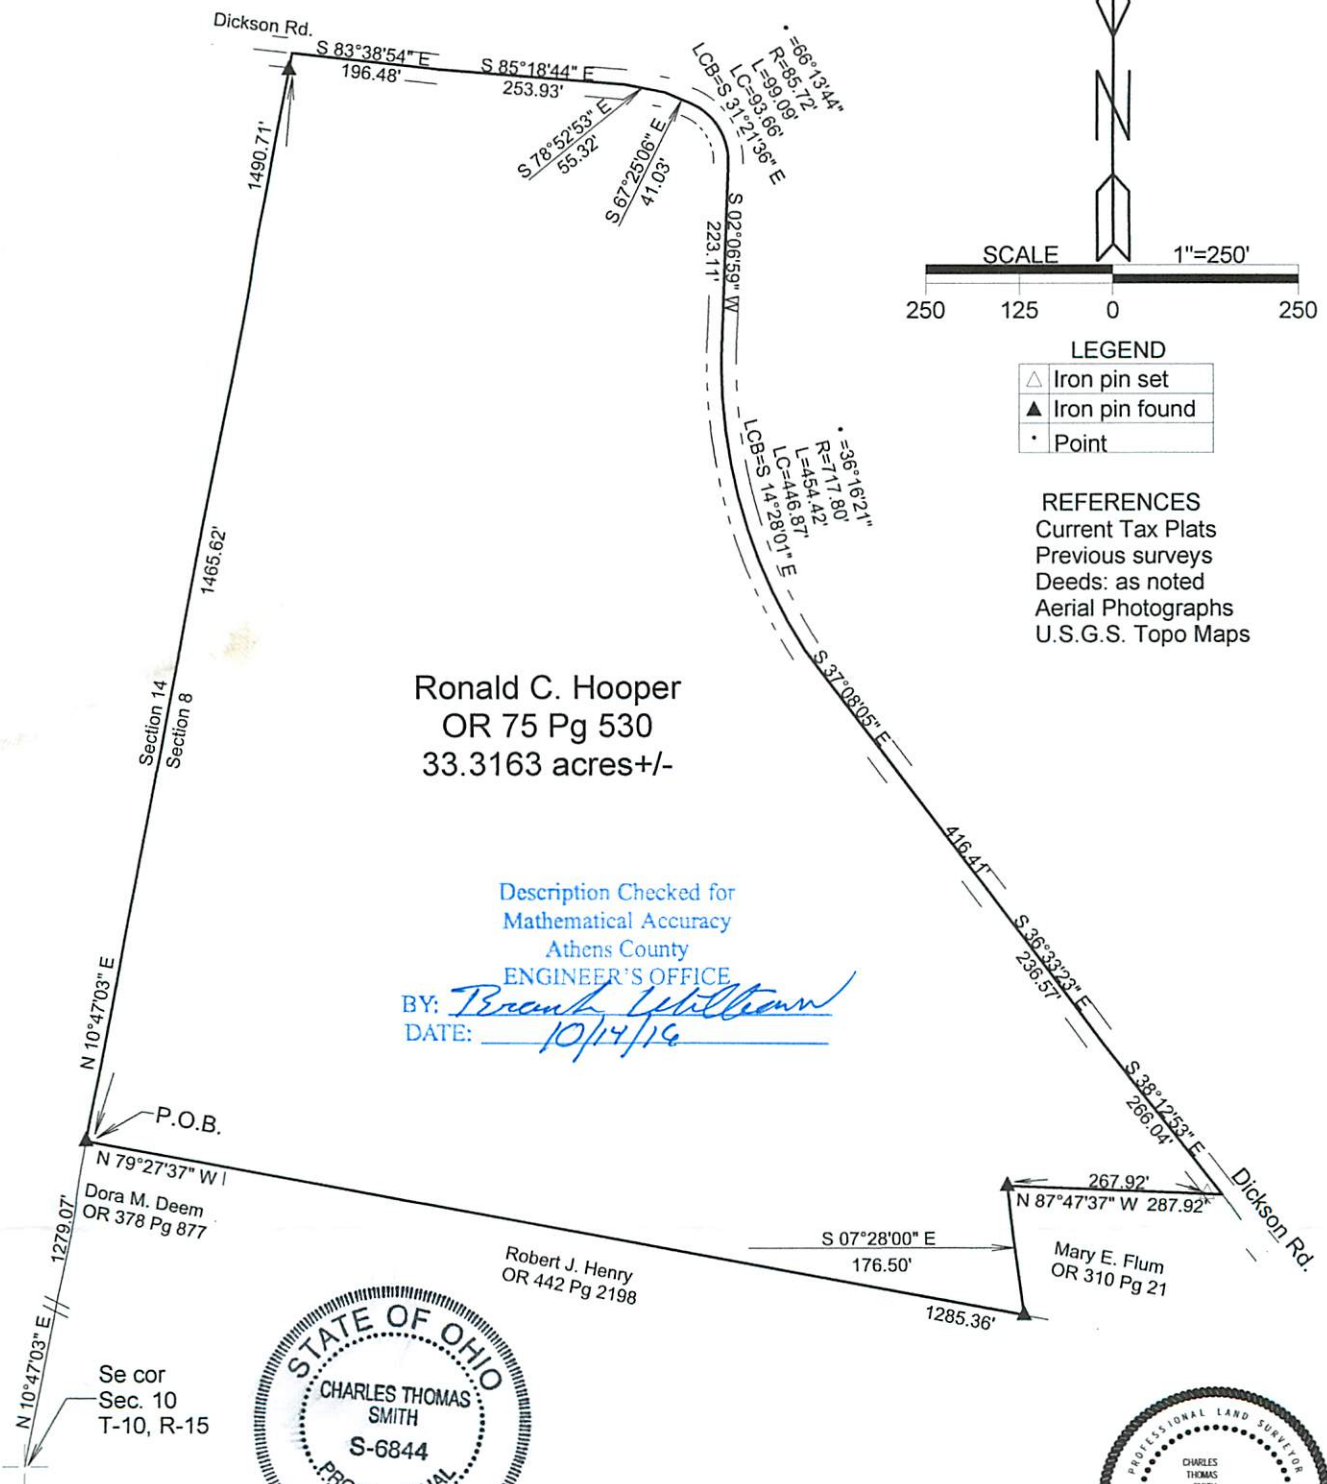 Dickson Rd.
S 83°38'54" E
196.48'
S 85°18'44" E
253.93'
S 78°52'53" E
55.32'
S 67°25'06" E
41.03'
• =66°13'44"
R=85.72'
L=99.09'
LC=93.66'
LCB=S 31°21'36" E
1490.71'
S 02°06'59" W
223.11'
N
SCALE 1"=250'
250 125 0 250
LEGEND
Iron pin set
Iron pin found
Point
REFERENCES
Current Tax Plats
Previous surveys
Deeds: as noted
Aerial Photographs
U.S.G.S. Topo Maps
• =36°16'21"
R=717.80'
L=454.42'
LC=446.87'
LCB=S 14°28'01" E
1465.62'
Section 14
Section 8
Ronald C. Hooper
OR 75 Pg 530
33.3163 acres+/-
S 37°08'05" E
416.41'
Description Checked for
Mathematical Accuracy
Athens County
ENGINEER'S OFFICE
BY:
DATE: 10/14/16
S 36°33'23" E
236.57'
S 38°12'53" E
266.04'
N 10°47'03" E
P.O.B.
N 79°27'37" W
Dora M. Deem
OR 378 Pg 877
1279.07'
267.92'
N 87°47'37" W 287.92'
Dickson Rd.
S 07°28'00" E
176.50'
Mary E. Flum
OR 310 Pg 21
Robert J. Henry
OR 442 Pg 2198
1285.36'
N 10°47'03" E
Se cor
Sec. 10
T-10, R-15
STATE OF OHIO
CHARLES THOMAS
SMITH
S-6844
PROFESSIONAL LAND SURVEYOR
CHARLES
THOMAS